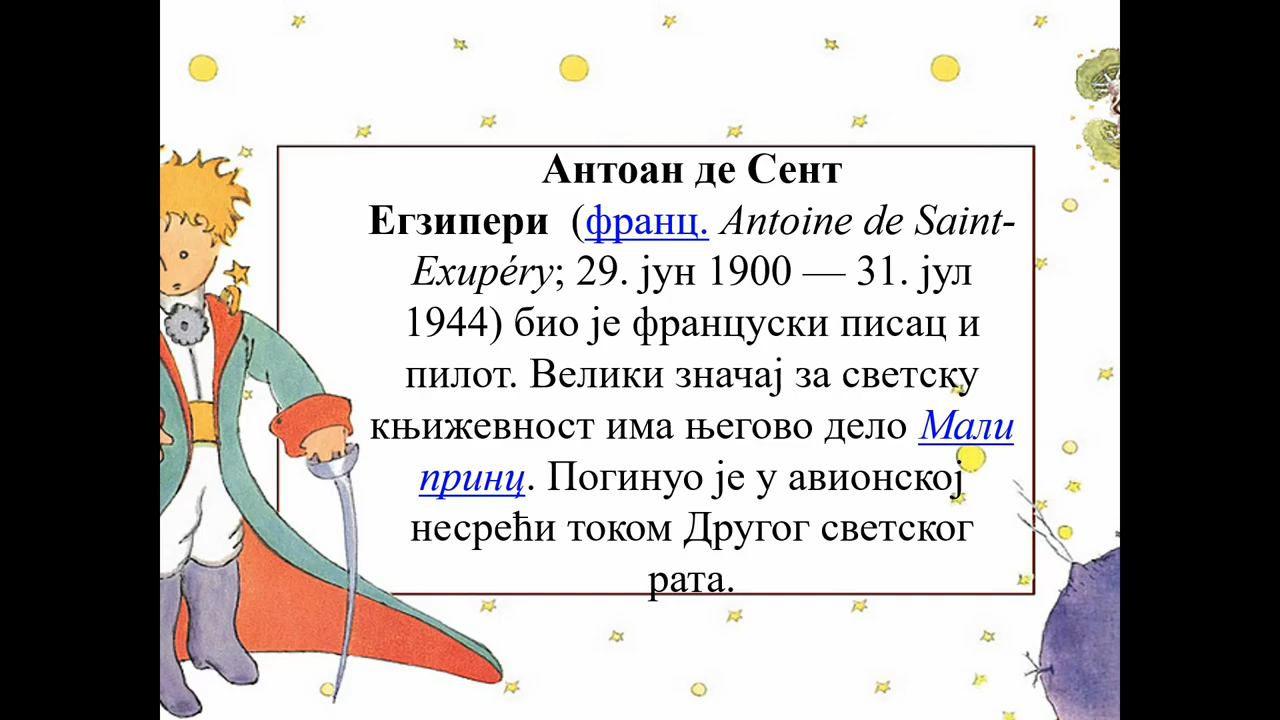 Антоан де Сент
Егзипери (франц. Antoine de Saint-
Exupéry; 29. јун 1900 — 31. јул
1944) био је француски писац и
пилот. Велики значај за светску
књижевност има његово дело Мали
принц. Погинуо је у авионској
несрећи током Другог светског
рата.